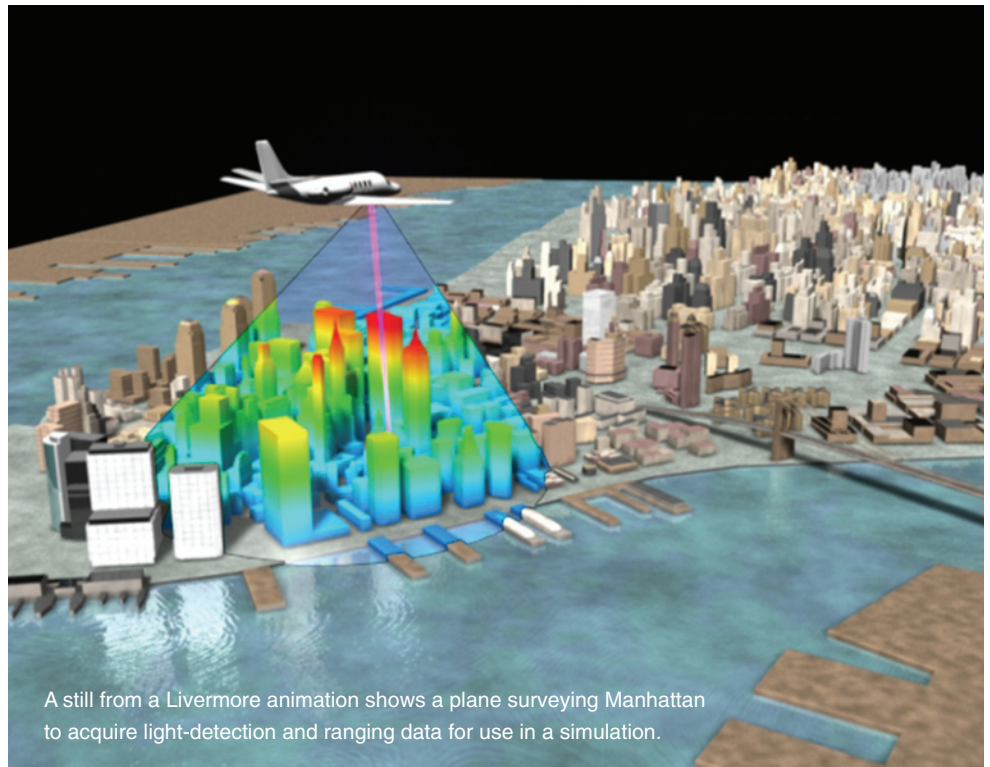 A still from a Livermore animation shows a plane surveying Manhattan
to acquire light-detection and ranging data for use in a simulation.